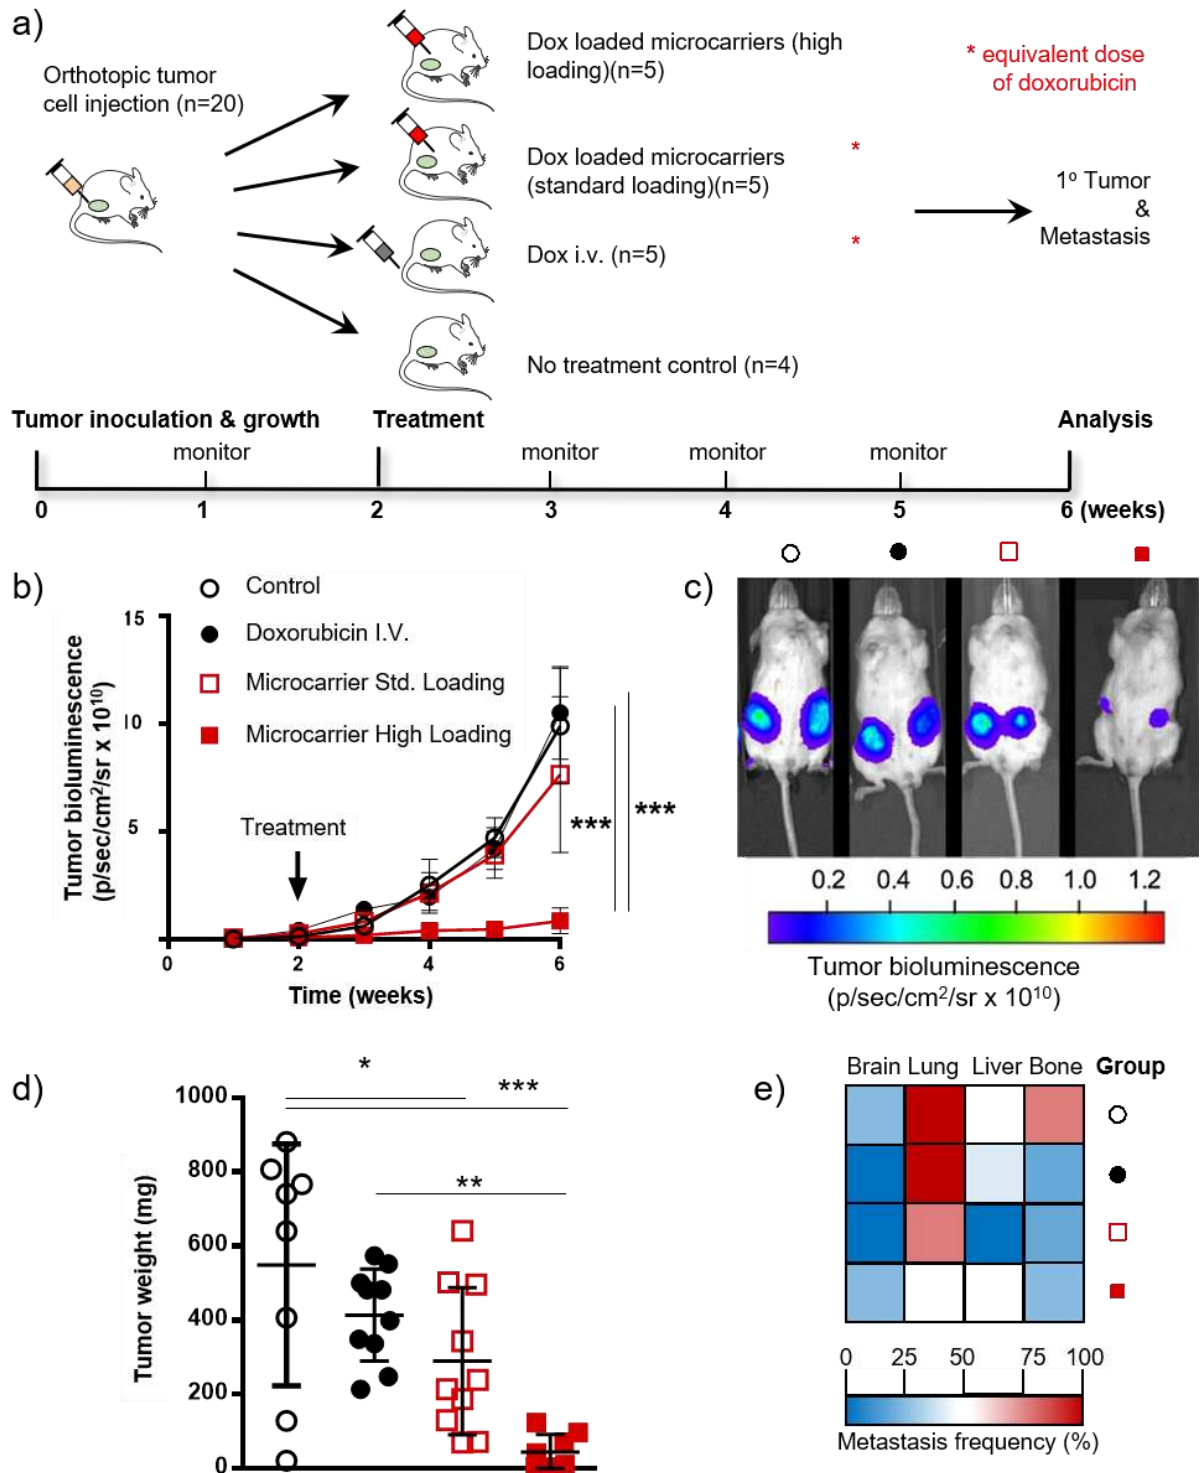 a)
Orthotopic tumor
cell injection (n=20)
Dox loaded microcarriers (high
loading)(n=5)
* equivalent dose
of doxorubicin
Dox loaded microcarriers
(standard loading)(n=5)
*
Dox i.v. (n=5)
*
No treatment control (n=4)
1º Tumor
&
Metastasis
Tumor inoculation & growth
Treatment
Analysis
monitor
monitor
monitor
monitor
0 1 2 3 4 5 6 (weeks)
b)
Control
Doxorubicin I.V.
Microcarrier Std. Loading
Microcarrier High Loading
Tumor bioluminescence
(p/sec/cm²/sr x 10¹⁰)
15
10
5
Treatment
***
***
0 2 4 6
Time (weeks)
c)
0.2 0.4 0.6 0.8 1.0 1.2
Tumor bioluminescence
(p/sec/cm²/sr x 10¹⁰)
d)
*
***
**
Tumor weight (mg)
1000
800
600
400
200
0
e)
Brain Lung Liver Bone Group
0 25 50 75 100
Metastasis frequency (%)